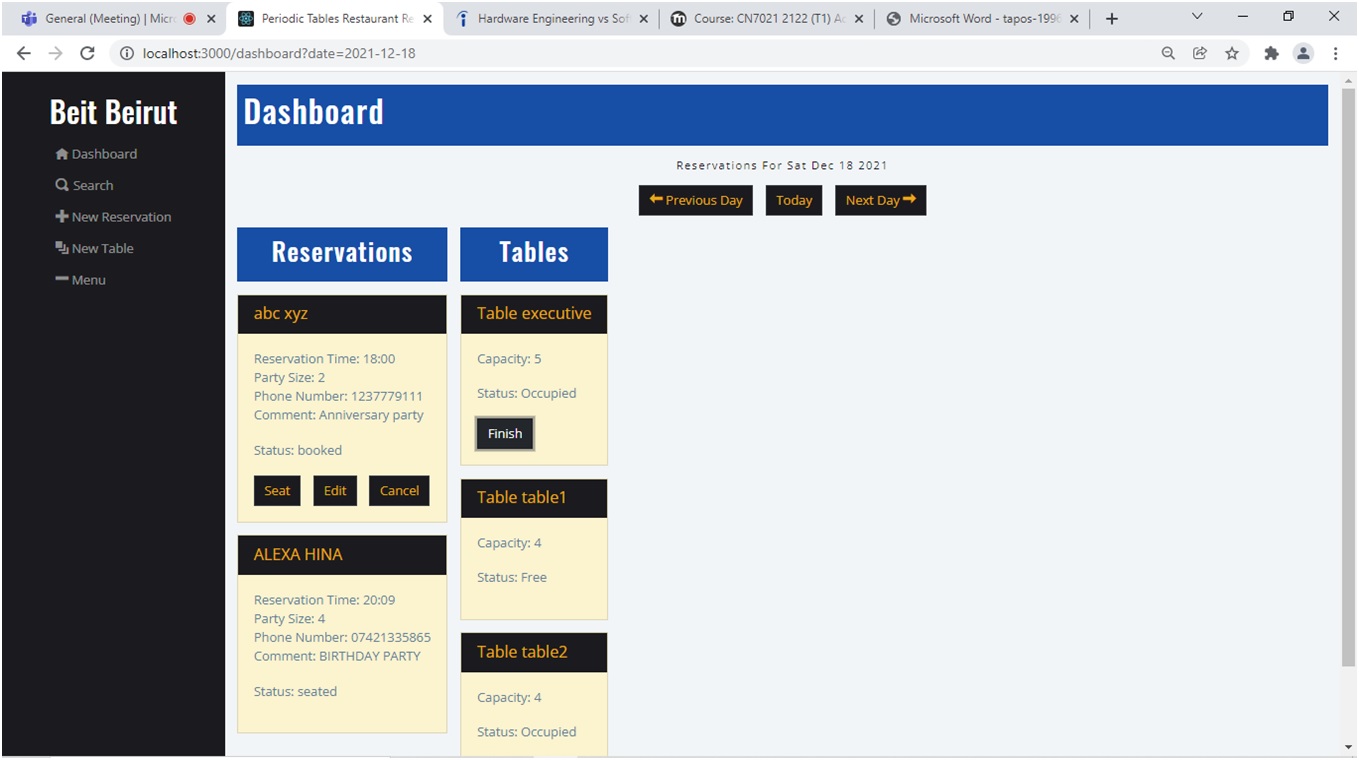 General (Meeting) | Micr
Periodic Tables Restaurant Re
Hardware Engineering vs Sof
Course: CN7021 2122 (T1) Ad
Microsoft Word - tapos-1996
localhost:3000/dashboard?date=2021-12-18
Beit Beirut
Dashboard
Search
New Reservation
New Table
Menu
Dashboard
Reservations For Sat Dec 18 2021
Previous Day
Today
Next Day
Reservations
abc xyz
Reservation Time: 18:00
Party Size: 2
Phone Number: 1237779111
Comment: Anniversary party
Status: booked
Seat
Edit
Cancel
ALEXA HINA
Reservation Time: 20:09
Party Size: 4
Phone Number: 07421335865
Comment: BIRTHDAY PARTY
Status: seated
Tables
Table executive
Capacity: 5
Status: Occupied
Finish
Table table1
Capacity: 4
Status: Free
Table table2
Capacity: 4
Status: Occupied